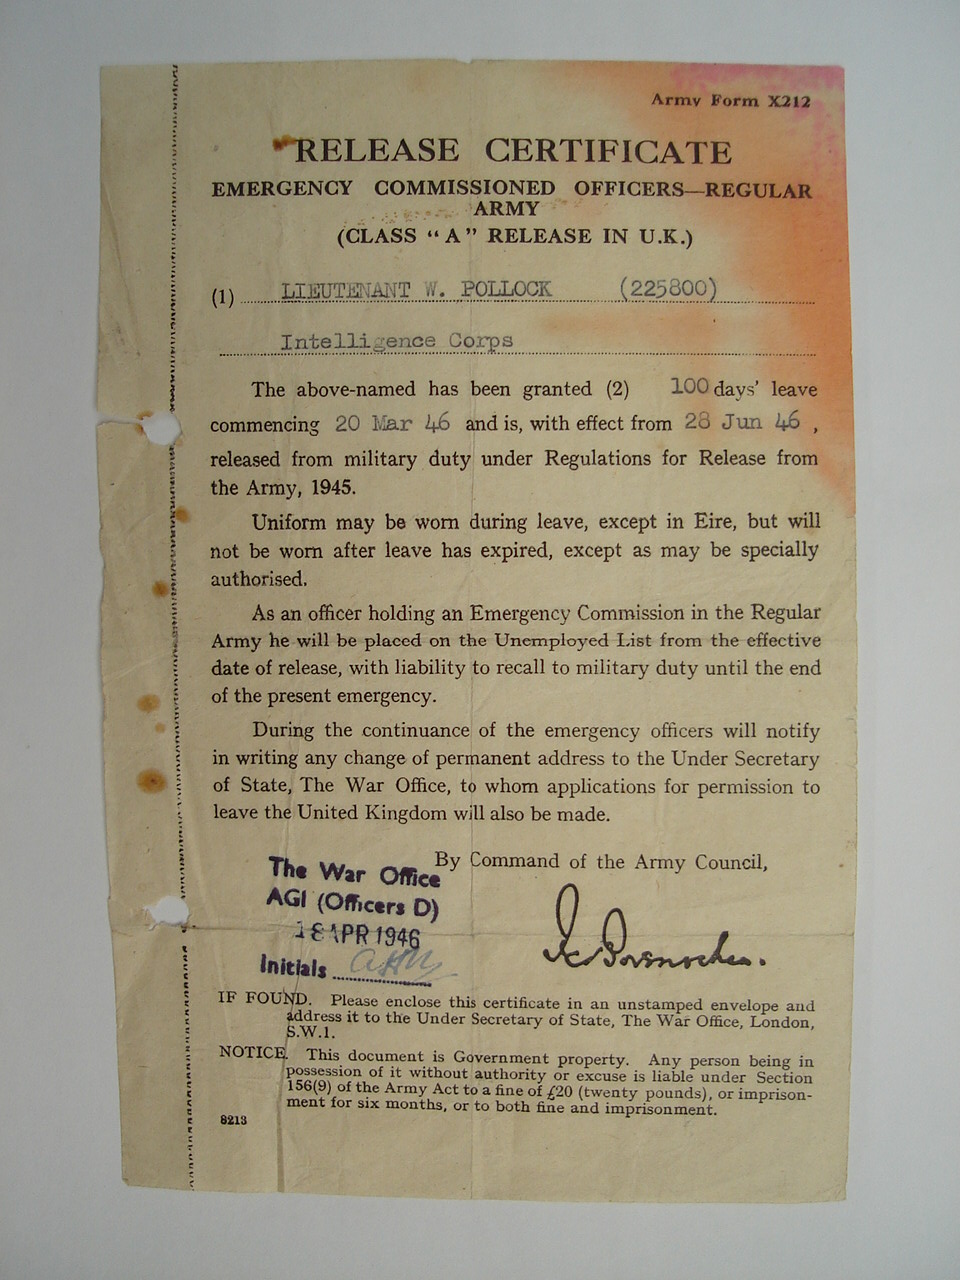 Army Form X212
RELEASE CERTIFICATE
EMERGENCY COMMISSIONED OFFICERS—REGULAR
ARMY
(CLASS “A” RELEASE IN U.K.)
(1) LIEUTENANT W. POLLOCK (225800)
Intelligence Corps
The above-named has been granted (2) 100 days’ leave
commencing 20 Mar 46 and is, with effect from 28 Jun 46 ,
released from military duty under Regulations for Release from
the Army, 1945.
Uniform may be worn during leave, except in Eire, but will
not be worn after leave has expired, except as may be specially
authorised.
As an officer holding an Emergency Commission in the Regular
Army he will be placed on the Unemployed List from the effective
date of release, with liability to recall to military duty until the end
of the present emergency.
During the continuance of the emergency officers will notify
in writing any change of permanent address to the Under Secretary
of State, The War Office, to whom applications for permission to
leave the United Kingdom will also be made.
By Command of the Army Council,
The War Office
AG1 (Officers D)
18 APR 1946
Initials
IF FOUND. Please enclose this certificate in an unstamped envelope and
address it to the Under Secretary of State, The War Office, London,
S.W.1.
NOTICE. This document is Government property. Any person being in
possession of it without authority or excuse is liable under Section
156(9) of the Army Act to a fine of £20 (twenty pounds), or imprison-
ment for six months, or to both fine and imprisonment.
8213